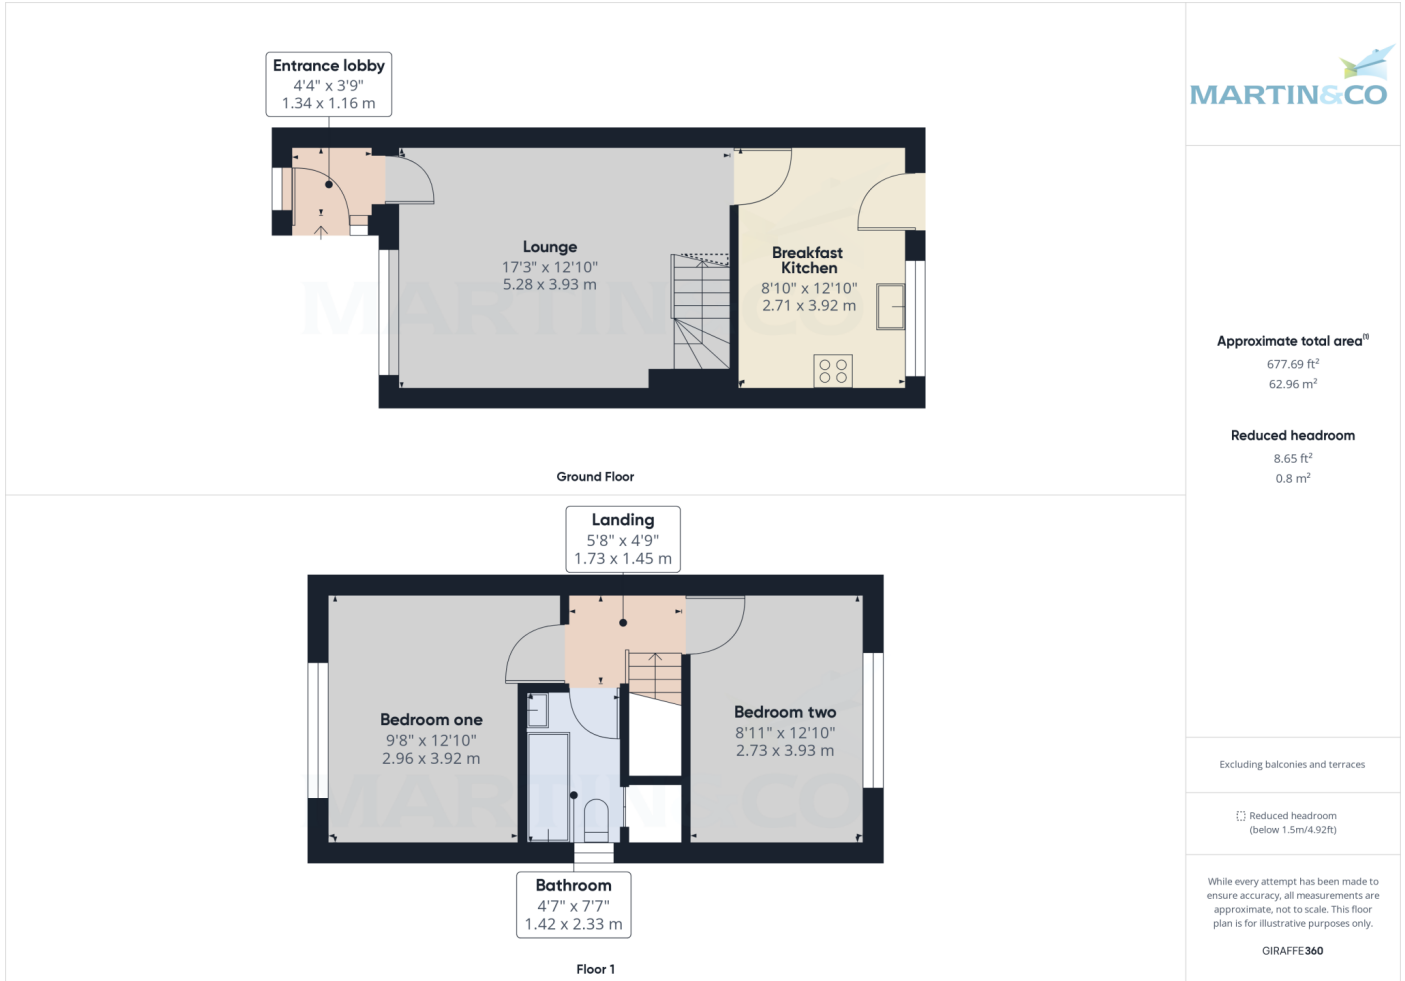 Entrance lobby
4'4" x 3'9"
1.34 x 1.16 m
Lounge
17'3" x 12'10"
5.28 x 3.93 m
Breakfast
Kitchen
8'10" x 12'10"
2.71 x 3.92 m
MARTIN&CO
Ground Floor
Landing
5'8" x 4'9"
1.73 x 1.45 m
Bedroom one
9'8" x 12'10"
2.96 x 3.92 m
Bedroom two
8'11" x 12'10"
2.73 x 3.93 m
MARTIN&CO
Bathroom
4'7" x 7'7"
1.42 x 2.33 m
Floor 1
MARTIN&CO
Approximate total area(1)
677.69 ft²
62.96 m²
Reduced headroom
8.65 ft²
0.8 m²
Excluding balconies and terraces
Reduced headroom
(below 1.5m/4.92ft)
While every attempt has been made to
ensure accuracy, all measurements are
approximate, not to scale. This floor
plan is for illustrative purposes only.
GIRAFFE360